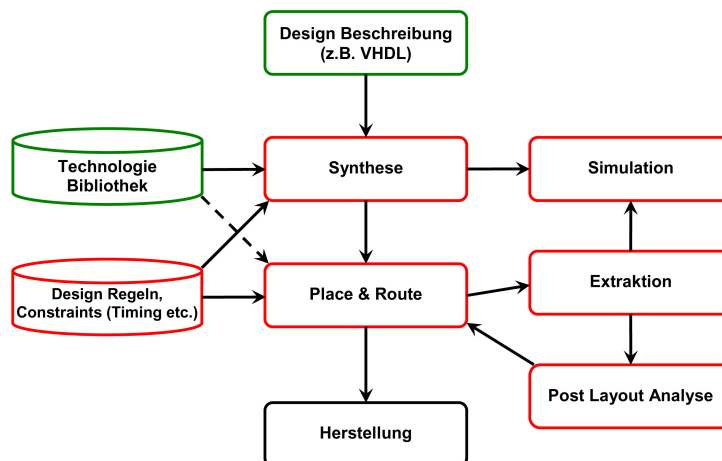 Design Beschreibung
(z.B. VHDL)
Technologie
Bibliothek
Synthese
Simulation
Design Regeln,
Constraints (Timing etc.)
Place & Route
Extraktion
Post Layout Analyse
Herstellung